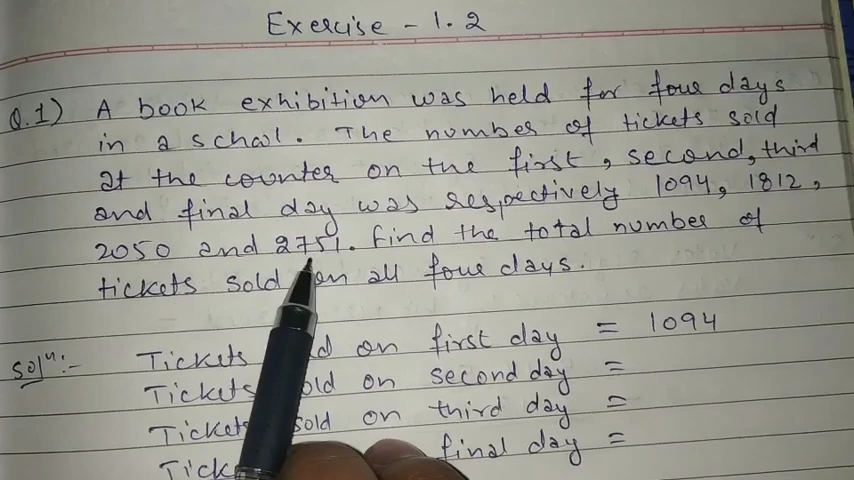 Exercise - 1.2
Q.1) A book exhibition was held for four days
in a school. The number of tickets sold
at the counter on the first, second, third
and final day was respectively 1094, 1812,
2050 and 2751. Find the total number of
tickets sold on all four days.
Solⁿ:- Tickets on first day = 1094
Tickets sold on second day =
Tickets sold on third day =
final day =